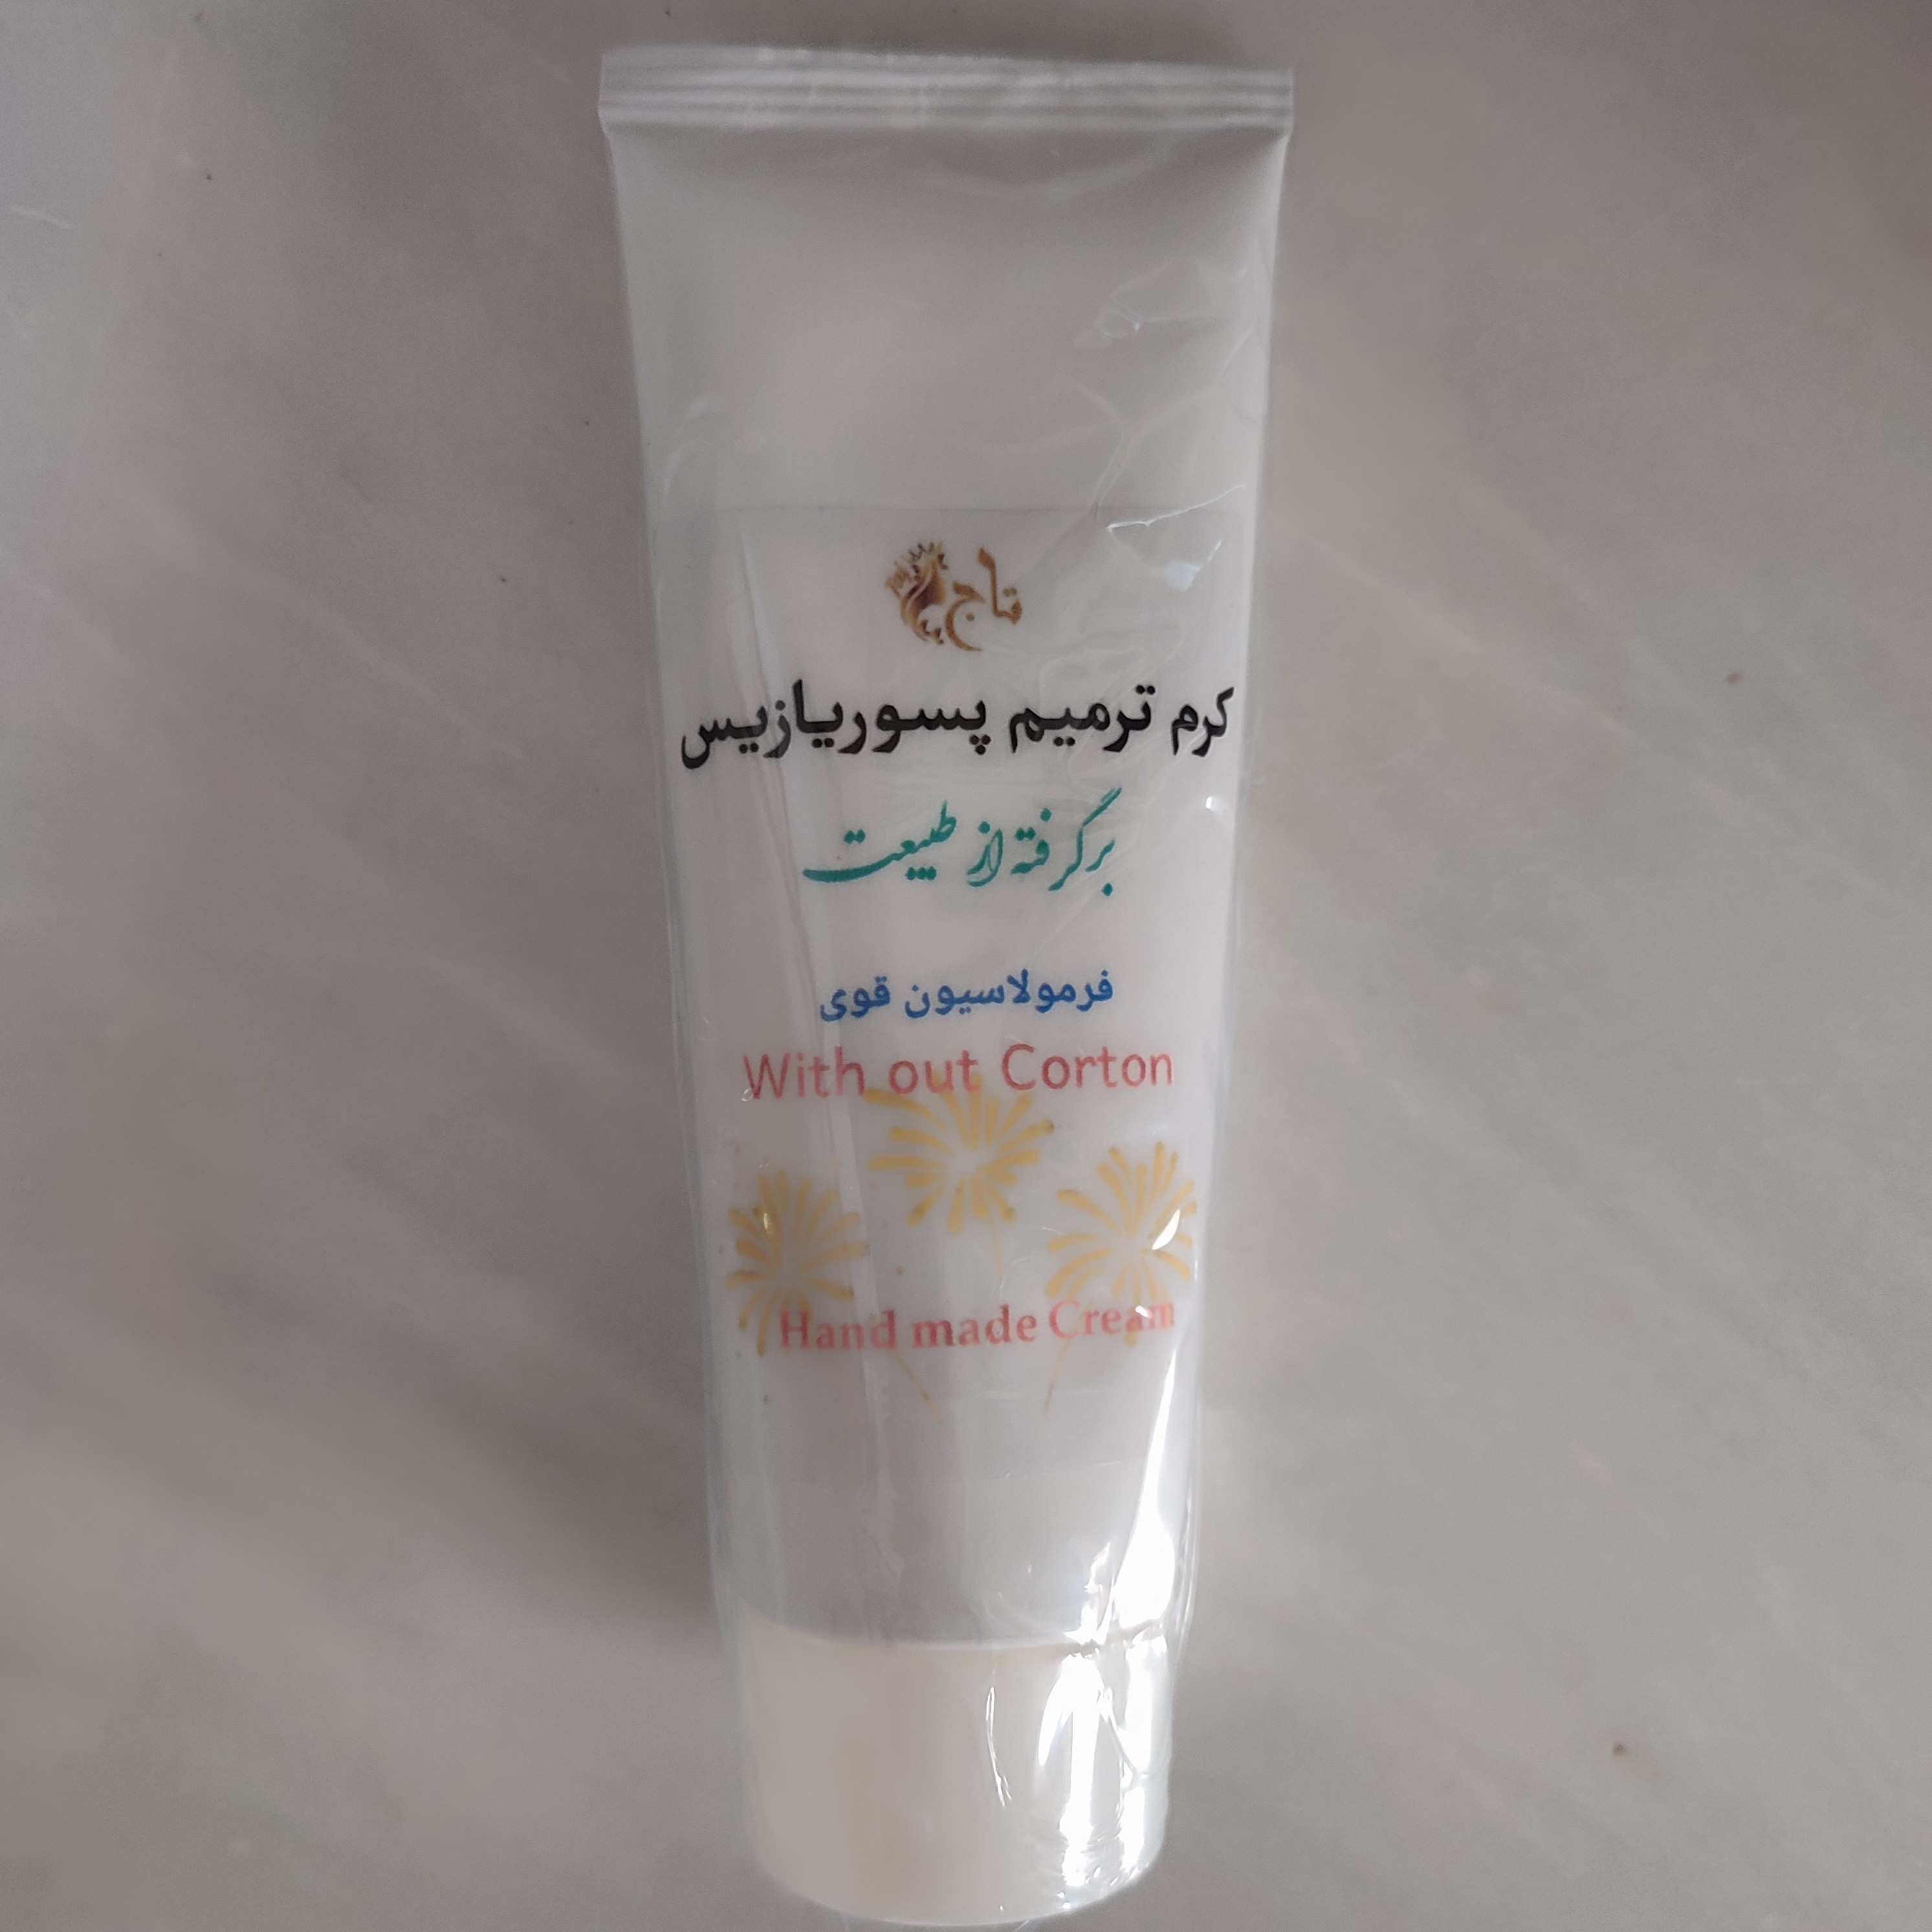 تاج
کرم ترمیم پسوریازیس
برگرفته از طبیعت
فرمولاسیون قوی
With out Corton
Hand made Cream